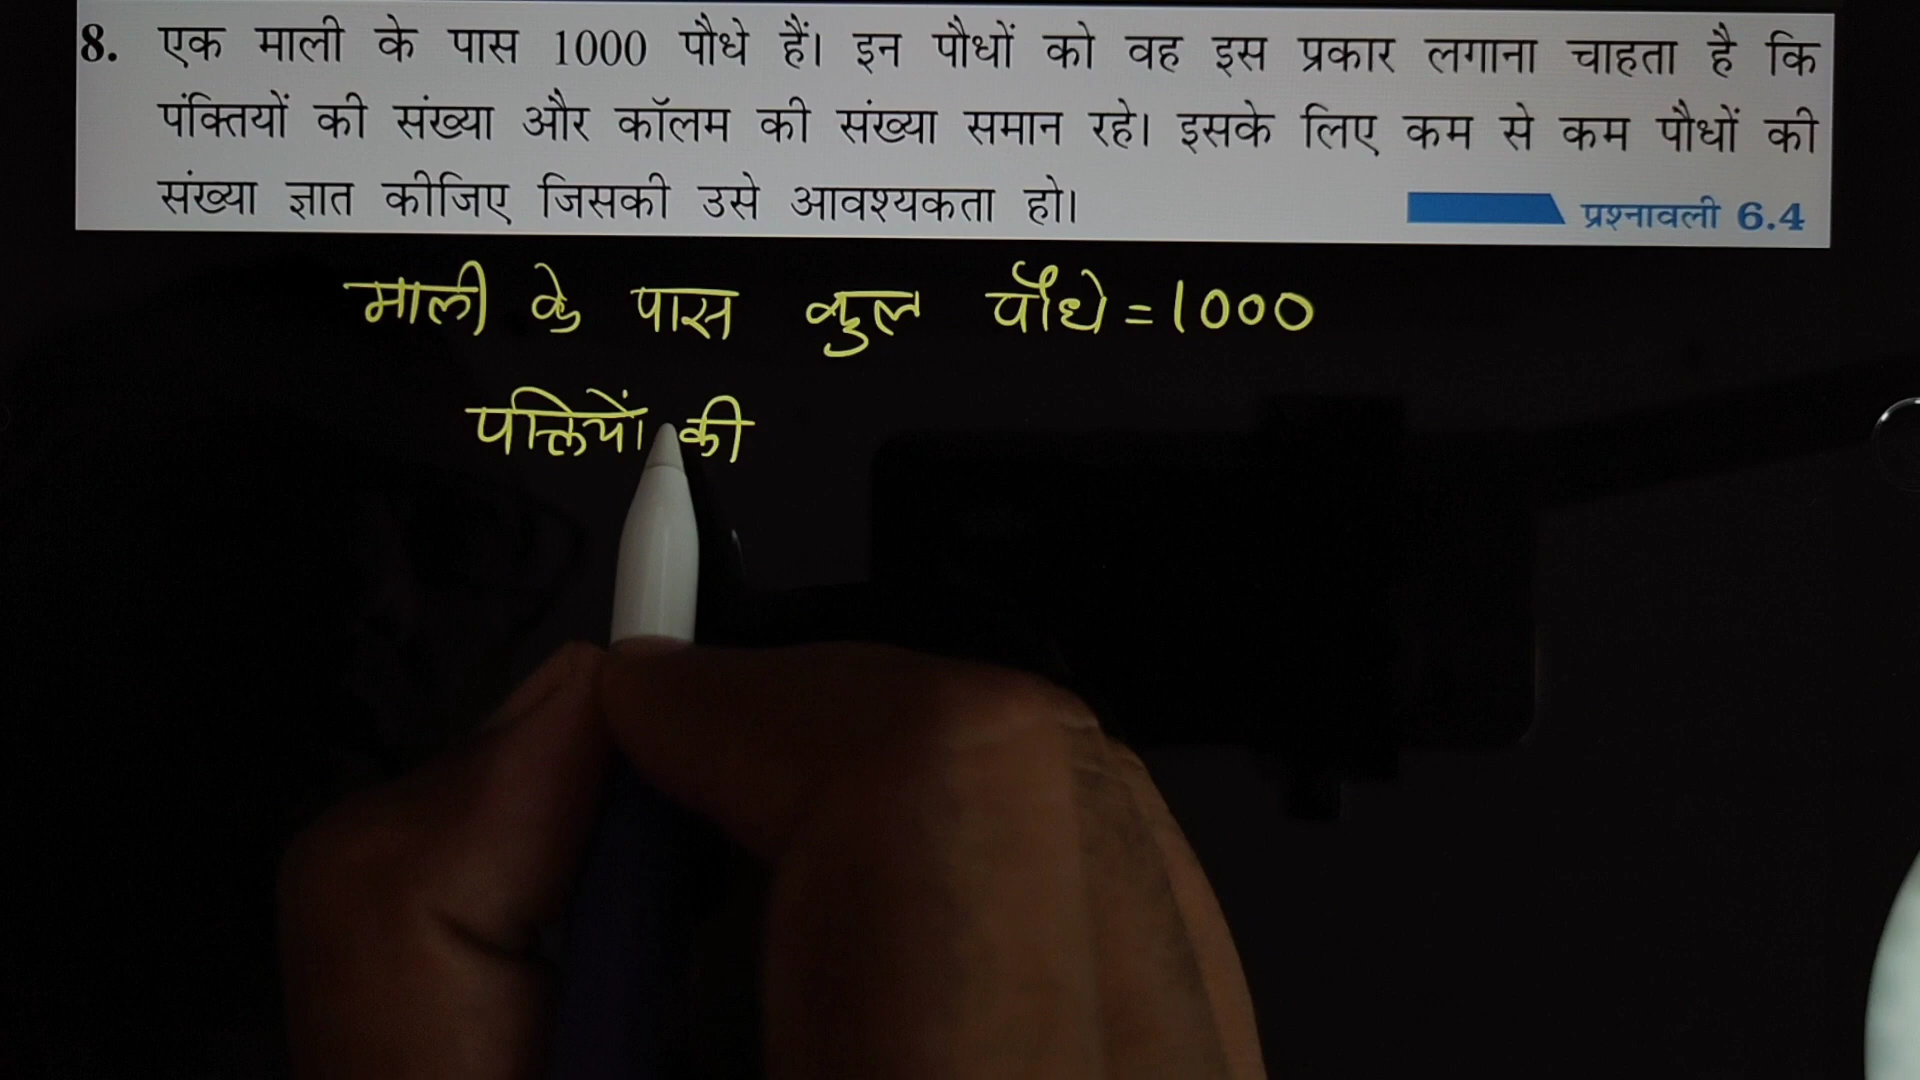 8. एक माली के पास 1000 पौधे हैं। इन पौधों को वह इस प्रकार लगाना चाहता है कि
पंक्तियों की संख्या और कॉलम की संख्या समान रहे। इसके लिए कम से कम पौधों की
संख्या ज्ञात कीजिए जिसकी उसे आवश्यकता हो।
प्रश्नावली 6.4
माली के पास कुल पौधे = 1000
पक्तियों की